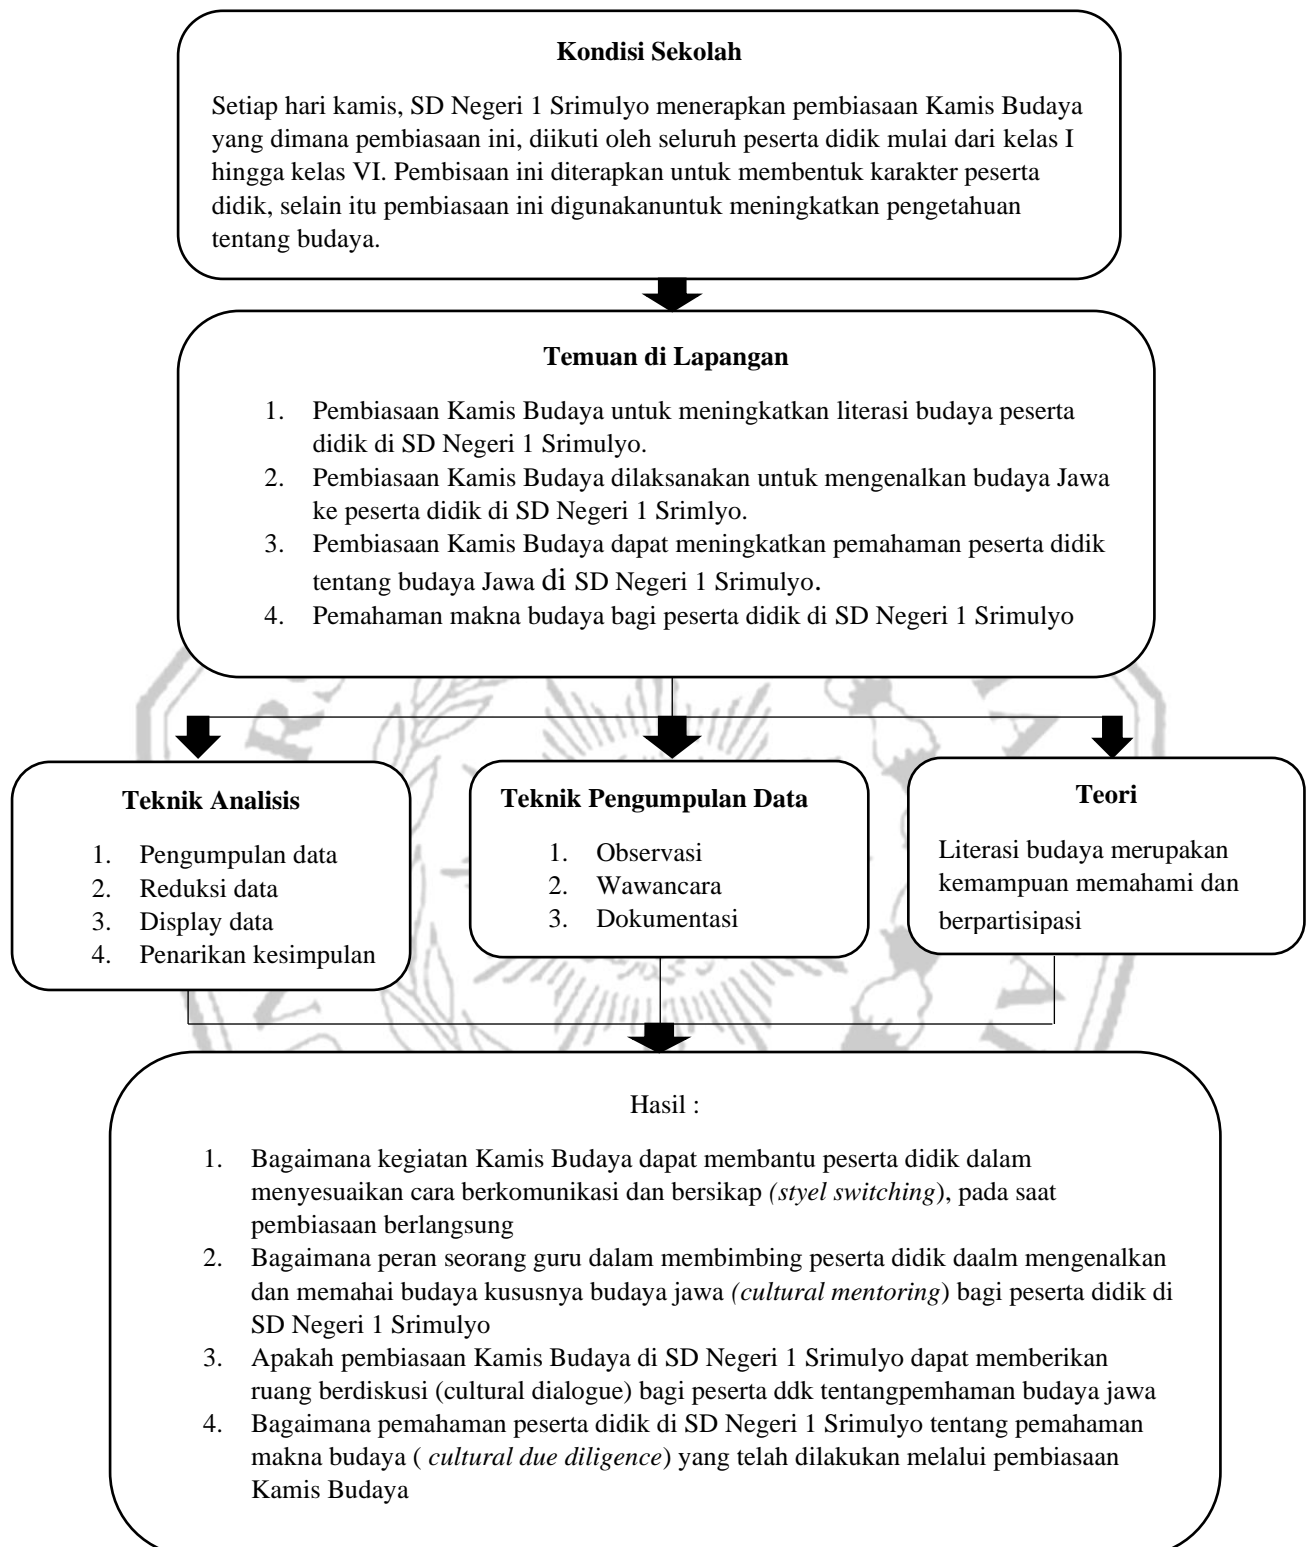 Kondisi Sekolah
Setiap hari kamis, SD Negeri 1 Srimulyo menerapkan pembiasaan Kamis Budaya
yang dimana pembiasaan ini, diikuti oleh seluruh peserta didik mulai dari kelas I
hingga kelas VI. Pembisaan ini diterapkan untuk membentuk karakter peserta
didik, selain itu pembiasaan ini digunakanuntuk meningkatkan pengetahuan
tentang budaya.
Temuan di Lapangan
1. Pembiasaan Kamis Budaya untuk meningkatkan literasi budaya peserta
didik di SD Negeri 1 Srimulyo.
2. Pembiasaan Kamis Budaya dilaksanakan untuk mengenalkan budaya Jawa
ke peserta didik di SD Negeri 1 Srimlyo.
3. Pembiasaan Kamis Budaya dapat meningkatkan pemahaman peserta didik
tentang budaya Jawa di SD Negeri 1 Srimulyo.
4. Pemahaman makna budaya bagi peserta didik di SD Negeri 1 Srimulyo
Teknik Analisis
1. Pengumpulan data
2. Reduksi data
3. Display data
4. Penarikan kesimpulan
Teknik Pengumpulan Data
1. Observasi
2. Wawancara
3. Dokumentasi
Teori
Literasi budaya merupakan
kemampuan memahami dan
berpartisipasi
Hasil :
1. Bagaimana kegiatan Kamis Budaya dapat membantu peserta didik dalam
menyesuaikan cara berkomunikasi dan bersikap (styel switching), pada saat
pembiasaan berlangsung
2. Bagaimana peran seorang guru dalam membimbing peserta didik daalm mengenalkan
dan memahai budaya kususnya budaya jawa (cultural mentoring) bagi peserta didik di
SD Negeri 1 Srimulyo
3. Apakah pembiasaan Kamis Budaya di SD Negeri 1 Srimulyo dapat memberikan
ruang berdiskusi (cultural dialogue) bagi peserta ddk tentangpemhaman budaya jawa
4. Bagaimana pemahaman peserta didik di SD Negeri 1 Srimulyo tentang pemahaman
makna budaya ( cultural due diligence) yang telah dilakukan melalui pembiasaan
Kamis Budaya